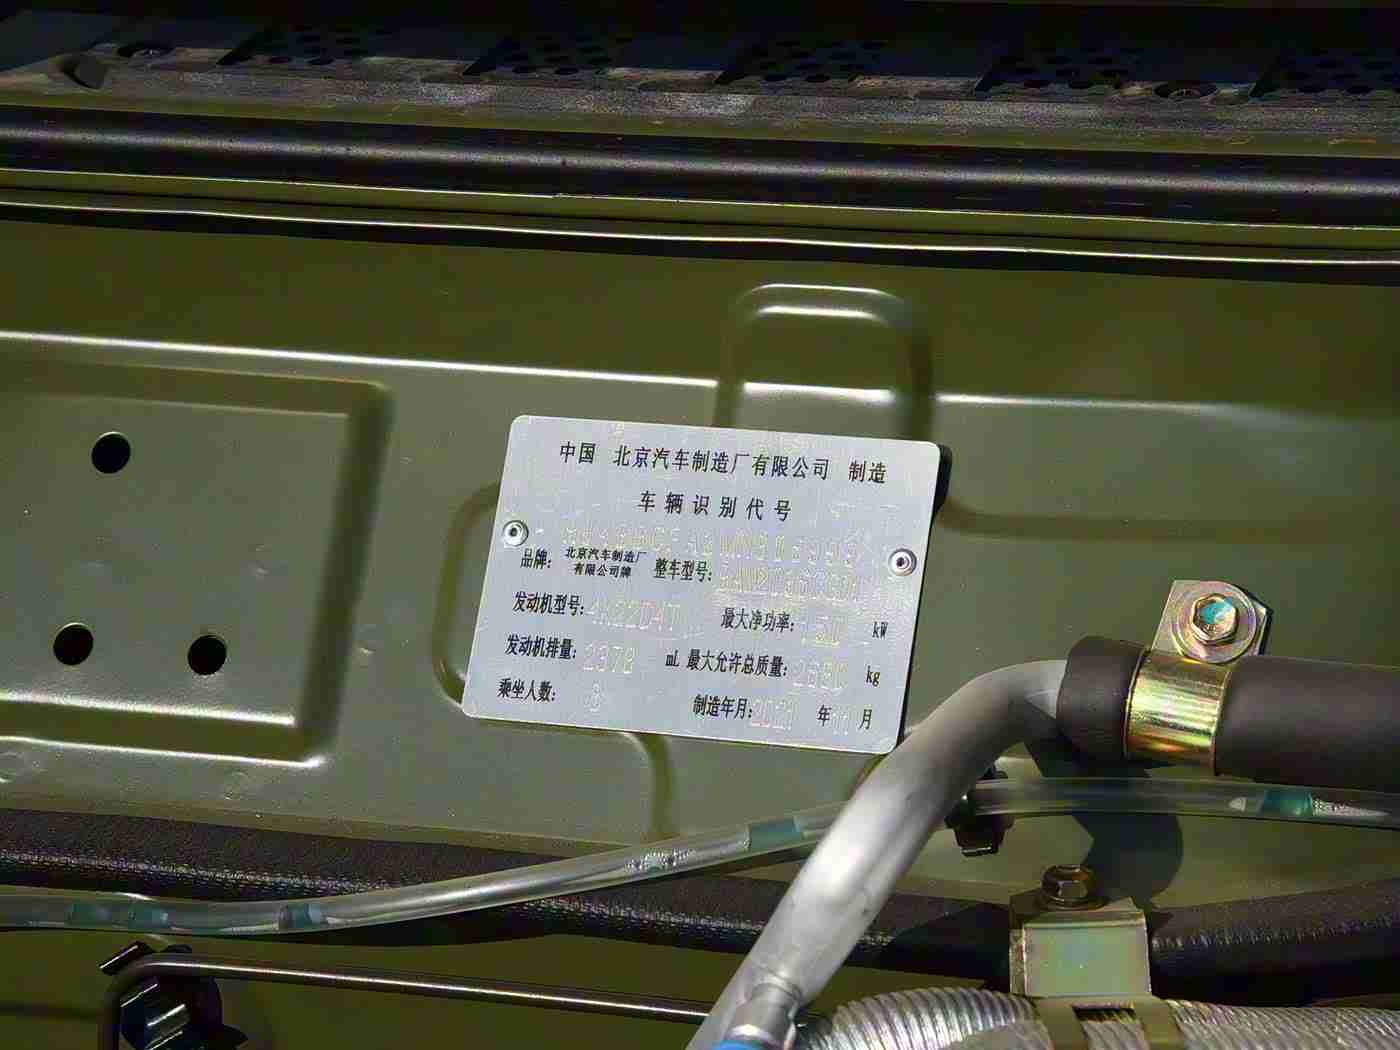 中国 北京汽车制造厂有限公司 制造
车辆识别代号
品牌: 北京汽车制造厂有限公司牌 整车型号:
发动机型号: 最大净功率: kW
发动机排量: 2378 mL 最大允许总质量: kg
乘坐人数: 制造年月: 2021 年 11 月